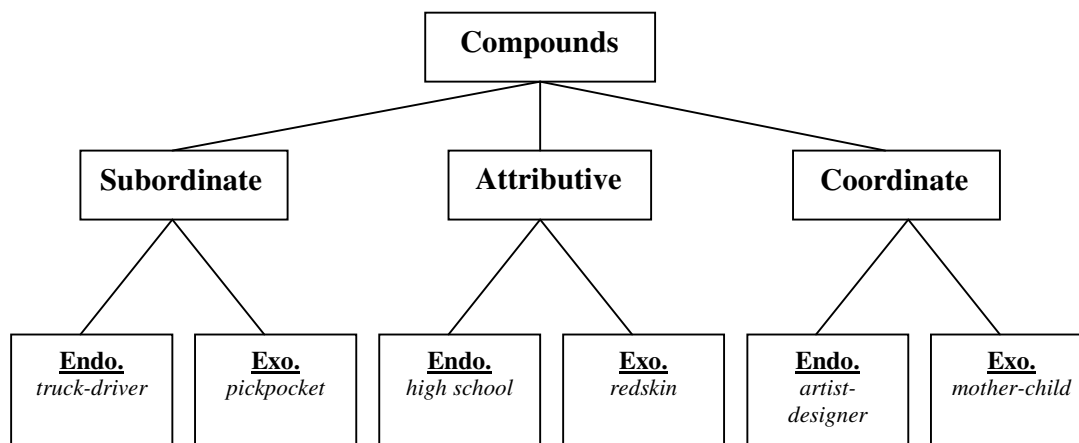 Compounds
Subordinate
Attributive
Coordinate
Endo.
truck-driver
Exo.
pickpocket
Endo.
high school
Exo.
redskin
Endo.
artist-
designer
Exo.
mother-child